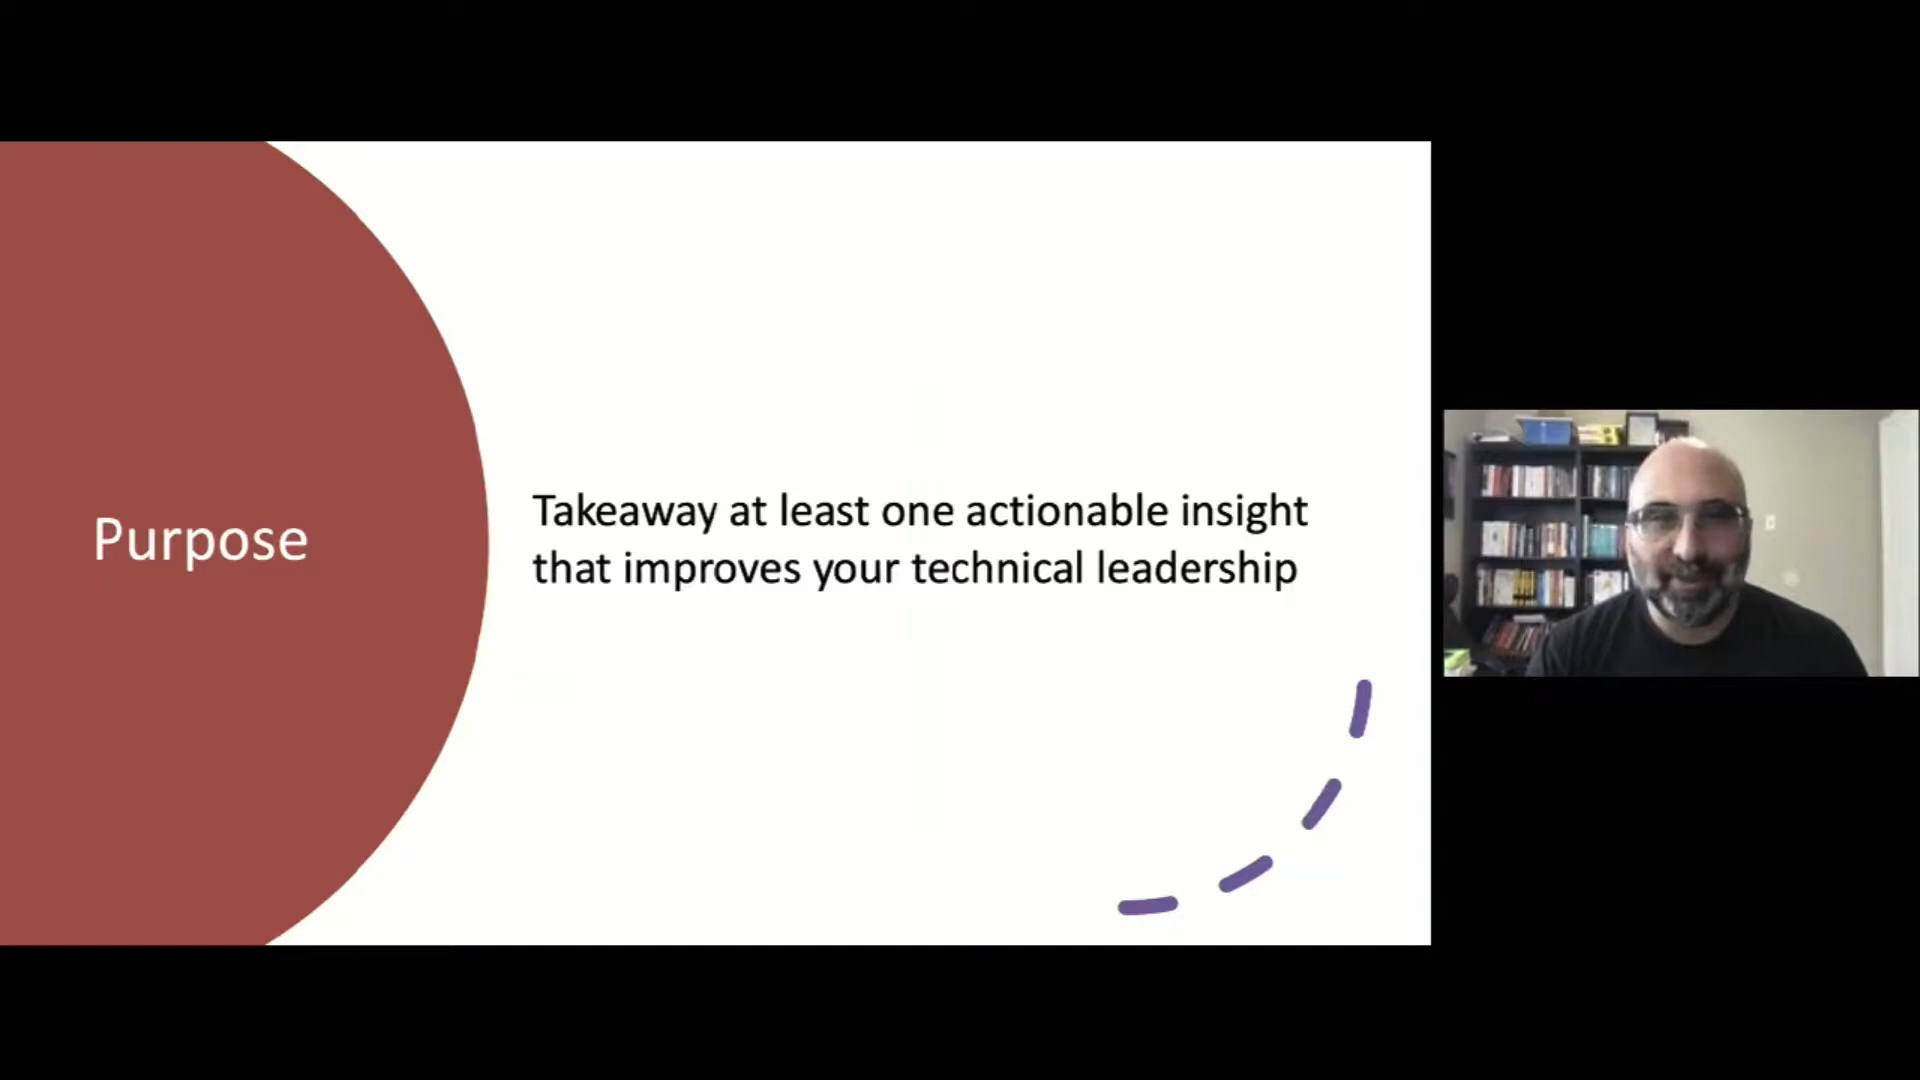 Purpose
Takeaway at least one actionable insight
that improves your technical leadership